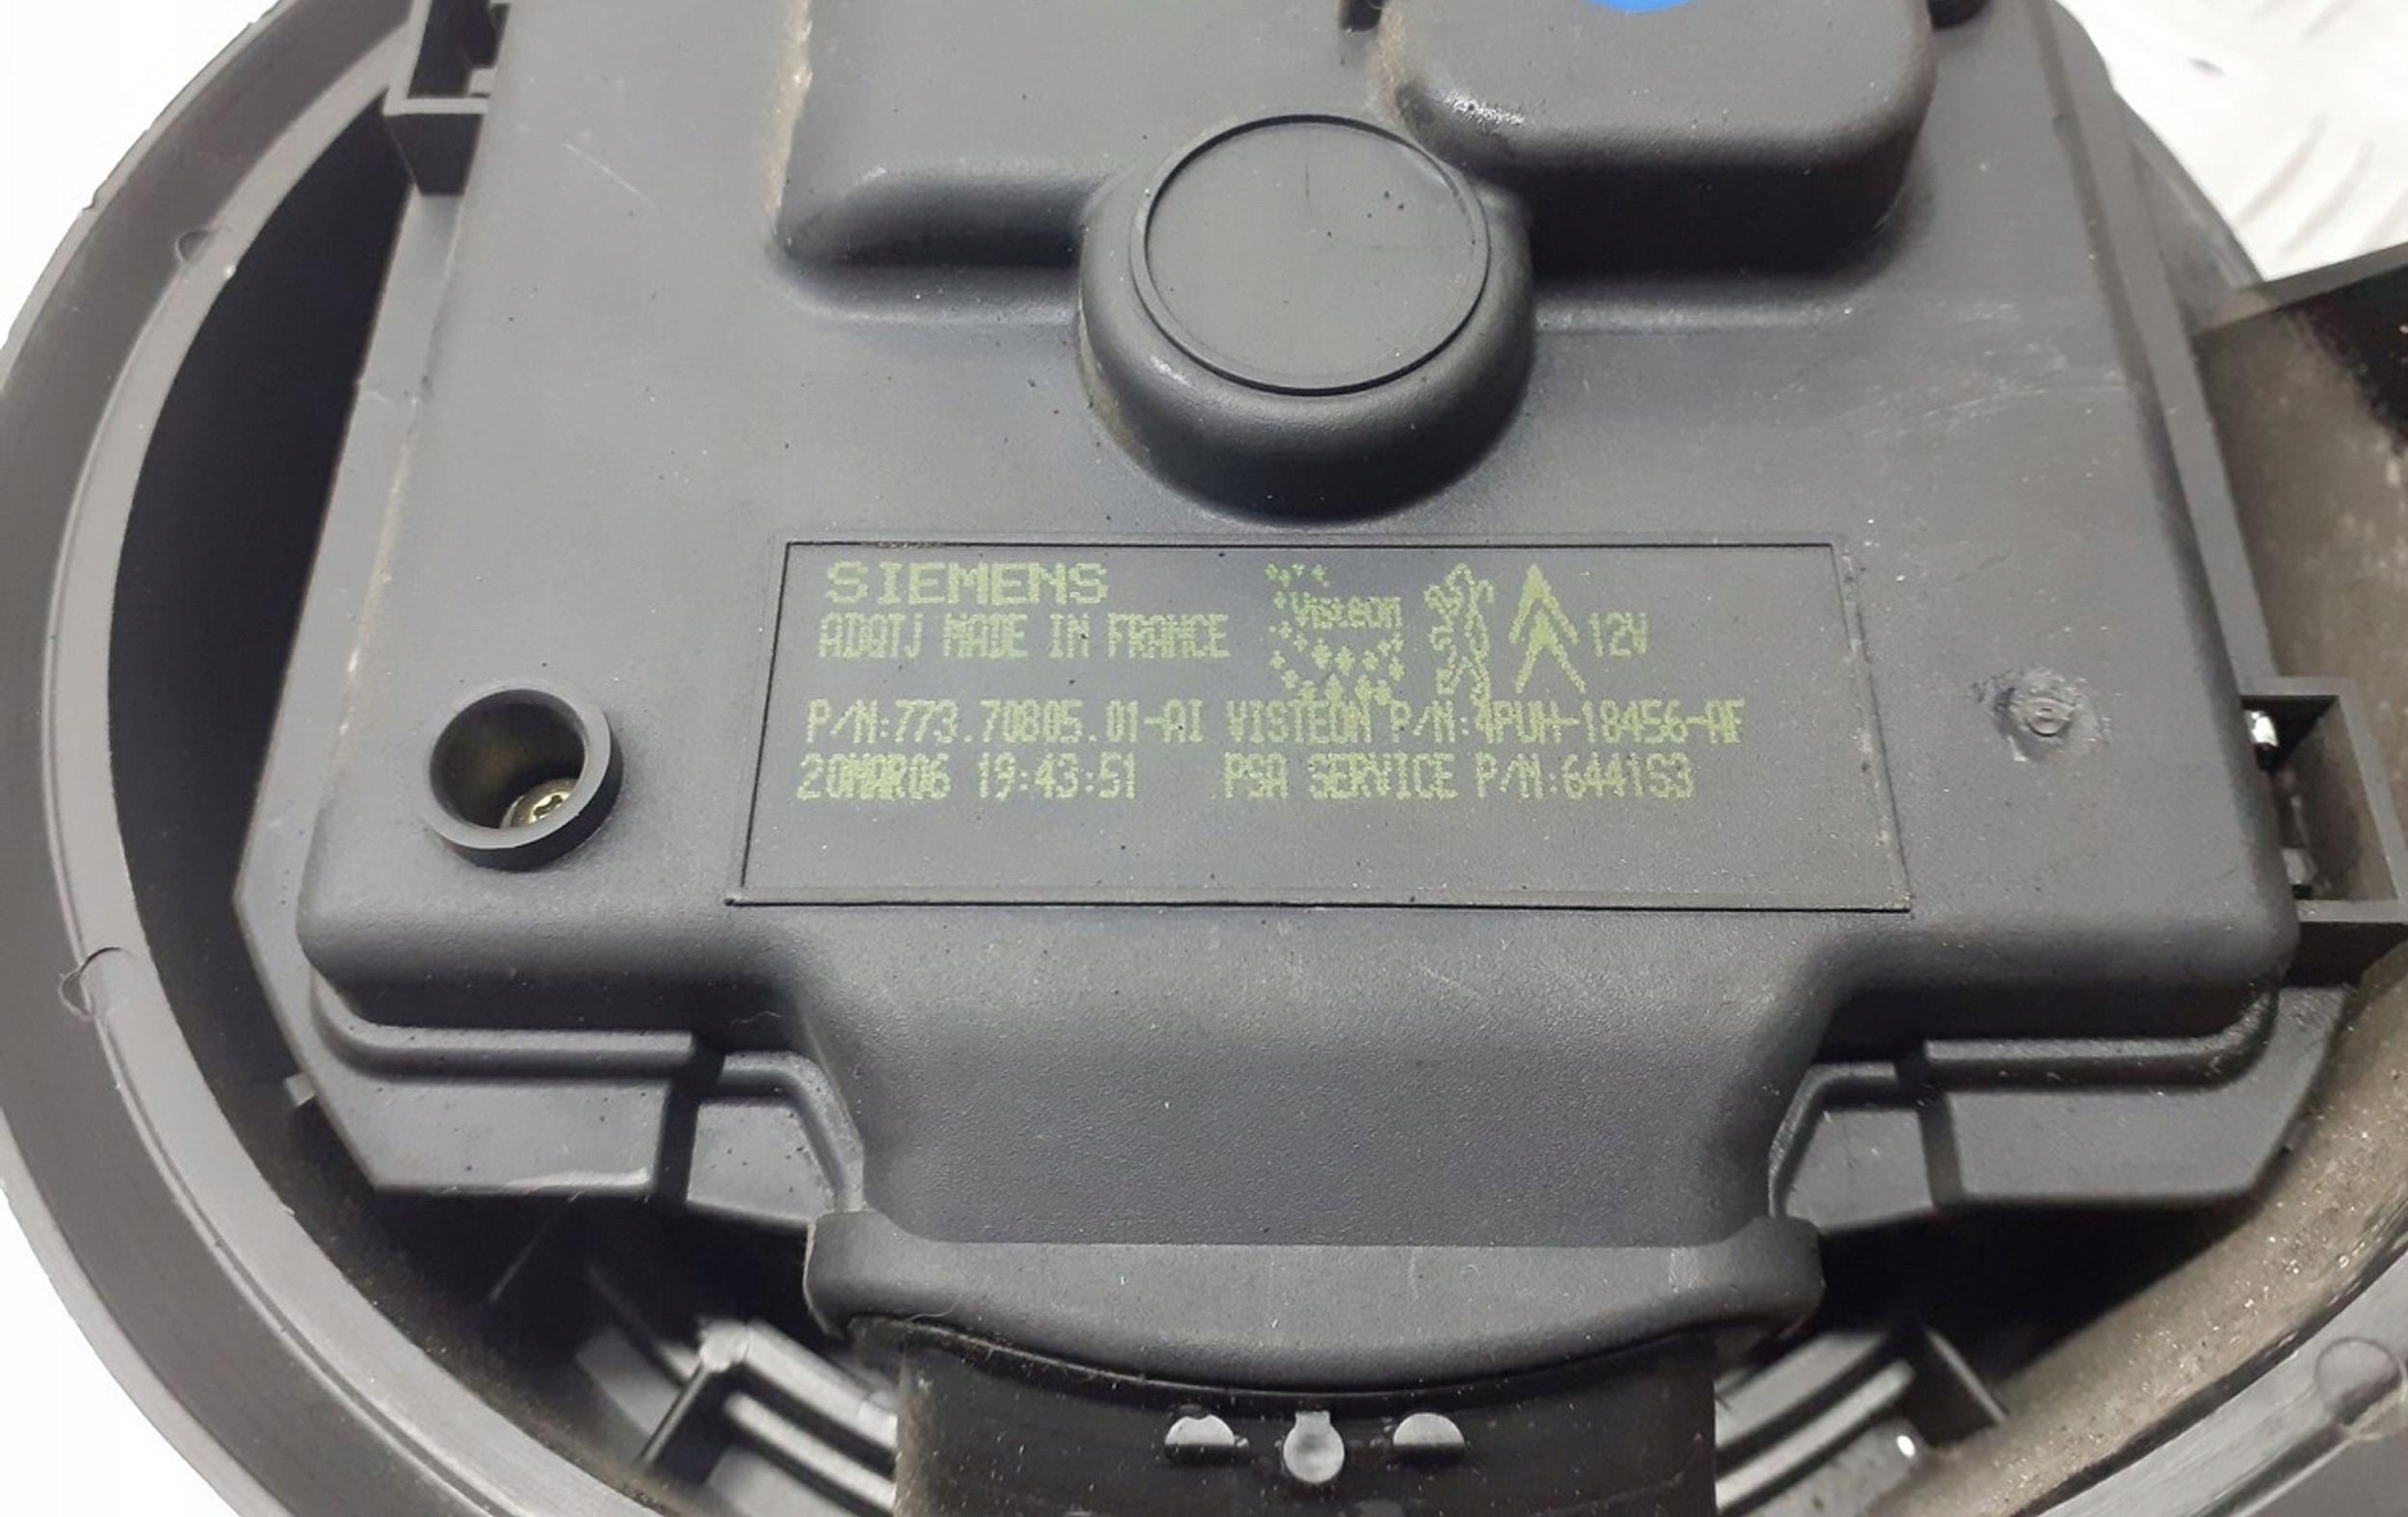 SIEMENS
Visteon
ADQTJ MADE IN FRANCE 12V
P/N:773.70805.01-AI VISTEON P/N:4PUH-18456-AF
20MAR06 19:43:51 PSA SERVICE P/N:6441S3